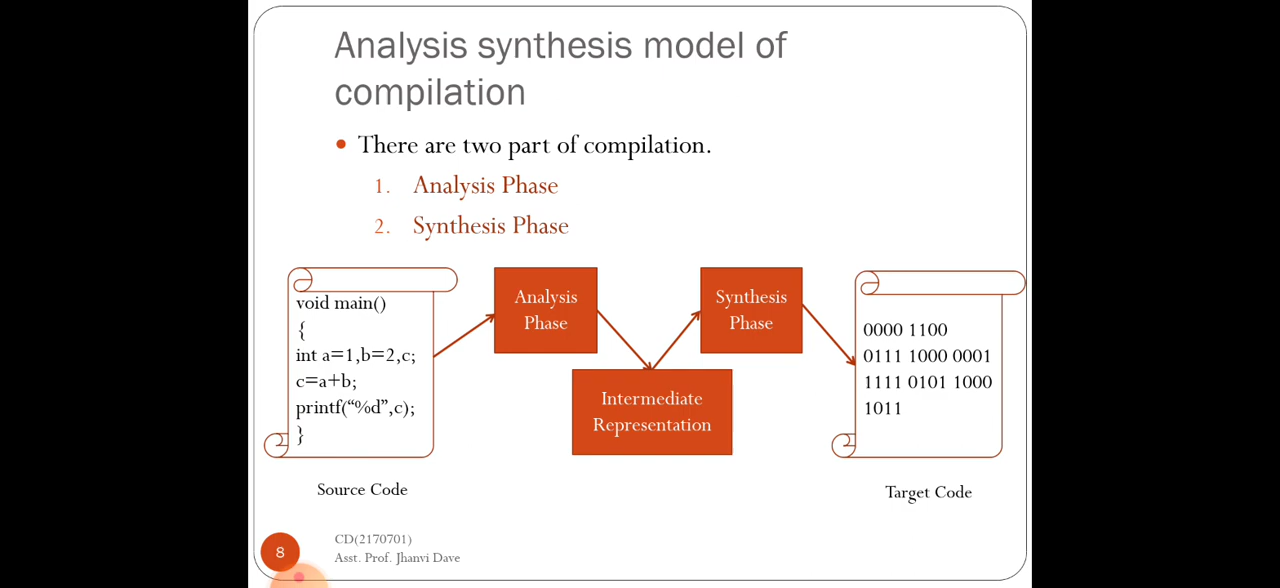 Analysis synthesis model of
compilation
There are two part of compilation.
1. Analysis Phase
2. Synthesis Phase
void main()
{
int a=1,b=2,c;
c=a+b;
printf(“%d”,c);
}
Source Code
Analysis
Phase
Intermediate
Representation
Synthesis
Phase
0000 1100
0111 1000 0001
1111 0101 1000
1011
Target Code
8
CD(2170701)
Asst. Prof. Jhanvi Dave